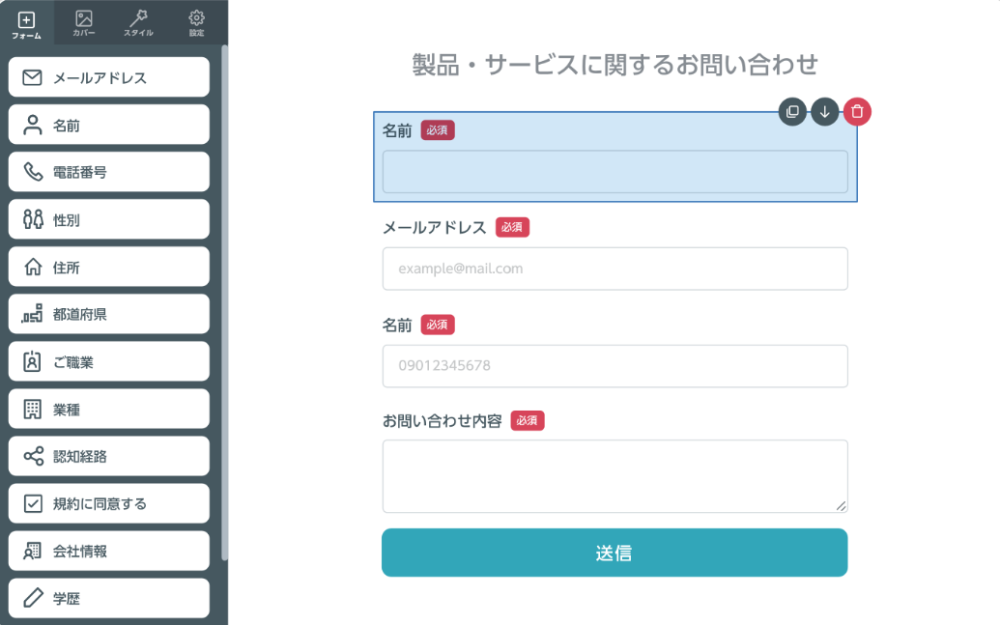 フォーム
カバー
スタイル
設定
メールアドレス
名前
電話番号
性別
住所
都道府県
ご職業
業種
認知経路
規約に同意する
会社情報
学歴
製品・サービスに関するお問い合わせ
名前 必須
メールアドレス 必須
example@mail.com
名前 必須
09012345678
お問い合わせ内容 必須
送信